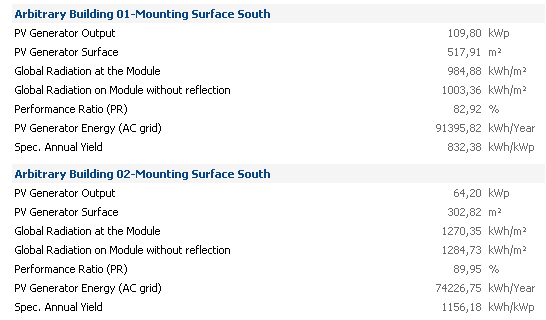 Arbitrary Building 01-Mounting Surface South
PV Generator Output 109,80 kWp
PV Generator Surface 517,91 m²
Global Radiation at the Module 984,88 kWh/m²
Global Radiation on Module without reflection 1003,36 kWh/m²
Performance Ratio (PR) 82,92 %
PV Generator Energy (AC grid) 91395,82 kWh/Year
Spec. Annual Yield 832,38 kWh/kWp
Arbitrary Building 02-Mounting Surface South
PV Generator Output 64,20 kWp
PV Generator Surface 302,82 m²
Global Radiation at the Module 1270,35 kWh/m²
Global Radiation on Module without reflection 1284,73 kWh/m²
Performance Ratio (PR) 89,95 %
PV Generator Energy (AC grid) 74226,75 kWh/Year
Spec. Annual Yield 1156,18 kWh/kWp